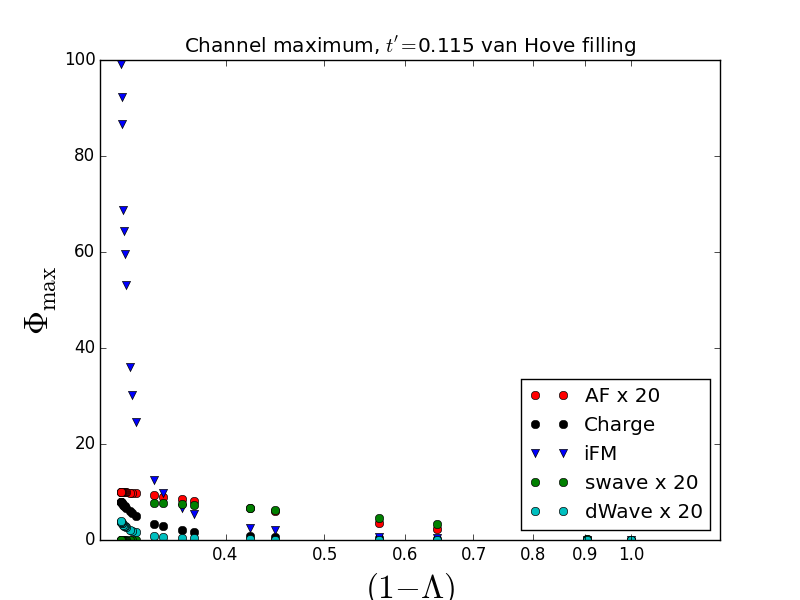 Channel maximum, t′=0.115 van Hove filling
Φmax
100
80
60
40
20
0
AF x 20
Charge
iFM
swave x 20
dWave x 20
0.4 0.5 0.6 0.7 0.8 0.9 1.0
(1−Λ)